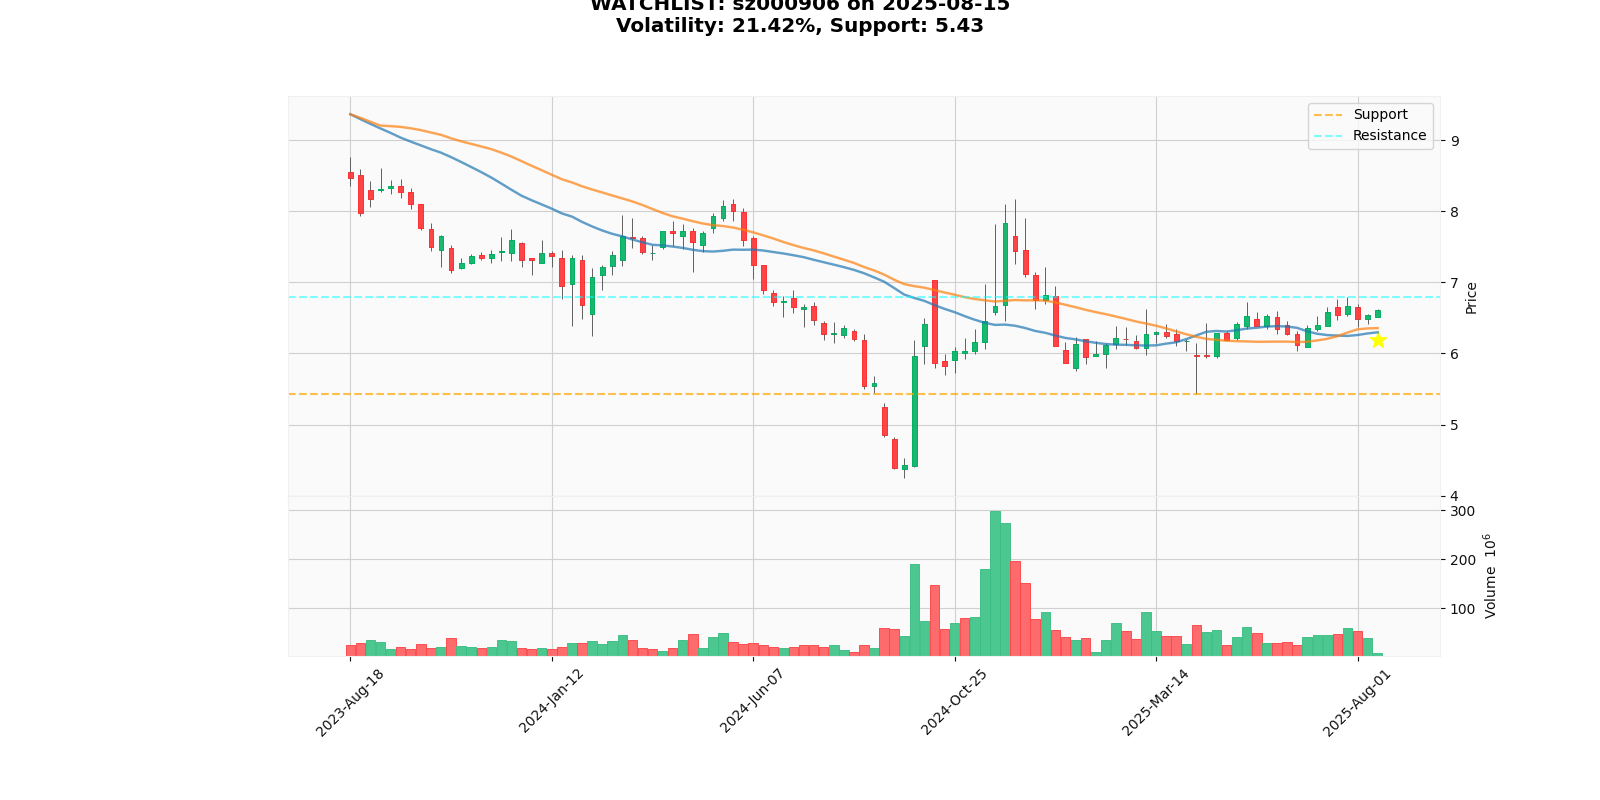 WATCHLIST: sz000906 on 2025-08-15
Volatility: 21.42%, Support: 5.43
Support
Resistance
9
8
7
6
5
4
Price
300
200
100
Volume 10⁶
2023-Aug-18
2024-Jan-12
2024-Jun-07
2024-Oct-25
2025-Mar-14
2025-Aug-01